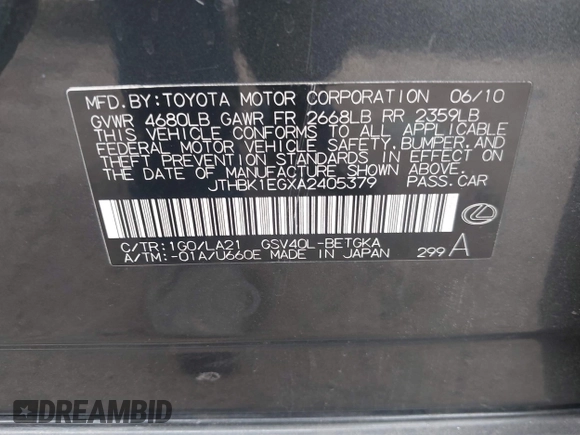 MFD.BY:TOYOTA MOTOR CORPORATION 06/10
GVWR 4680LB GAWR FR 2668LB RR 2359LB
THIS VEHICLE CONFORMS TO ALL APPLICABLE
FEDERAL MOTOR VEHICLE SAFETY,BUMPER,AND
THEFT PREVENTION STANDARDS IN EFFECT ON
THE DATE OF MANUFACTURE SHOWN ABOVE.
JTHBK1EGXA2405379 PASS.CAR
C/TR:1G0/LA21 GSV40L-BETGKA
A/TM:-01A/U660E MADE IN JAPAN 299 A
DREAMBID